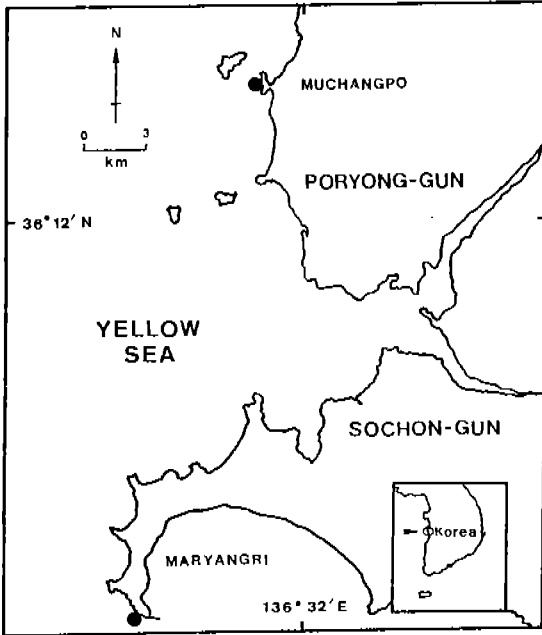 N
MUCHANGPO
0 3
km
PORYONG-GUN
36° 12′ N
YELLOW
SEA
SOCHON-GUN
Korea
MARYANGRI
136° 32′ E